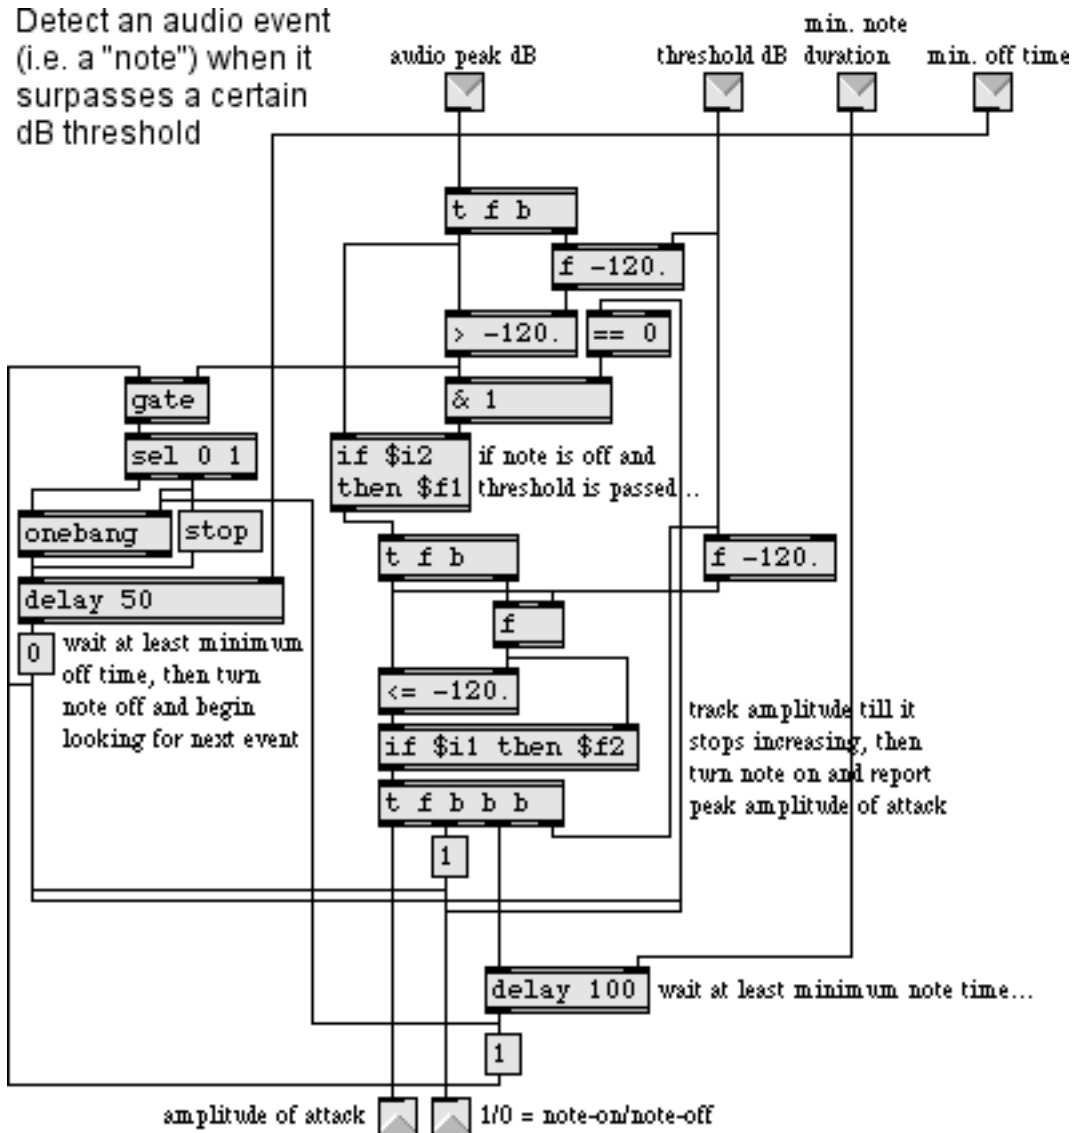 Detect an audio event
(i.e. a "note") when it
surpasses a certain
dB threshold
audio peak dB
threshold dB
min. note
duration
min. off time
t f b
f -120.
> -120.
== 0
gate
& 1
sel 0 1
if $i2
then $f1
if note is off and
threshold is passed...
onebang
stop
t f b
f -120.
delay 50
f
0
wait at least minimum
off time, then turn
note off and begin
looking for next event
<= -120.
if $i1 then $f2
track amplitude till it
stops increasing, then
turn note on and report
peak amplitude of attack
t f b b b
1
delay 100
wait at least minimum note time...
1
amplitude of attack
1/0 = note-on/note-off